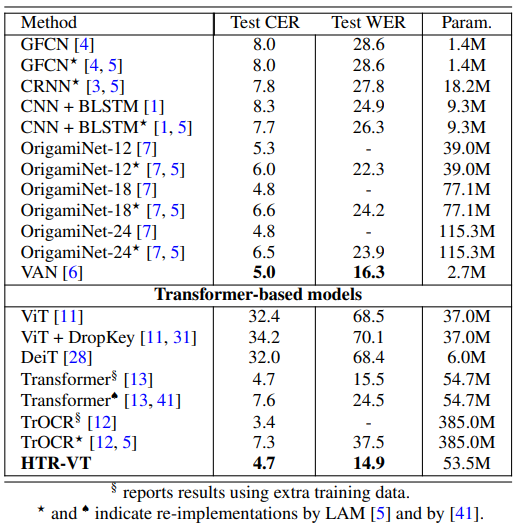 Method Test CER Test WER Param.
GFCN [4] 8.0 28.6 1.4M
GFCN★ [4, 5] 8.0 28.6 1.4M
CRNN★ [3, 5] 7.8 27.8 18.2M
CNN + BLSTM [1] 8.3 24.9 9.3M
CNN + BLSTM★ [1, 5] 7.7 26.3 9.3M
OrigamiNet-12 [7] 5.3 - 39.0M
OrigamiNet-12★ [7, 5] 6.0 22.3 39.0M
OrigamiNet-18 [7] 4.8 - 77.1M
OrigamiNet-18★ [7, 5] 6.6 24.2 77.1M
OrigamiNet-24 [7] 4.8 - 115.3M
OrigamiNet-24★ [7, 5] 6.5 23.9 115.3M
VAN [6] 5.0 16.3 2.7M
Transformer-based models
ViT [11] 32.4 68.5 37.0M
ViT + DropKey [11, 31] 34.2 70.1 37.0M
DeiT [28] 32.0 68.4 6.0M
Transformer§ [13] 4.7 15.5 54.7M
Transformer♠ [13, 41] 7.6 24.5 54.7M
TrOCR§ [12] 3.4 - 385.0M
TrOCR★ [12, 5] 7.3 37.5 385.0M
HTR-VT 4.7 14.9 53.5M
§ reports results using extra training data.
★ and ♠ indicate re-implementations by LAM [5] and by [41].